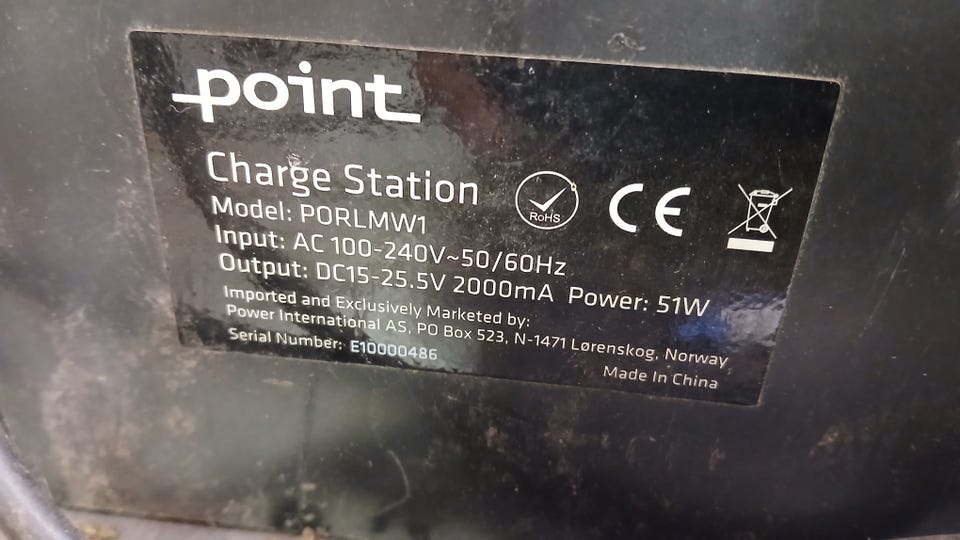 point
Charge Station
RoHS
CE
Model: PORLMW1
Input: AC 100-240V~50/60Hz
Output: DC15-25.5V 2000mA Power: 51W
Imported and Exclusively Marketed by:
Power International AS, PO Box 523, N-1471 Lørenskog, Norway
Serial Number: E10000486
Made In China